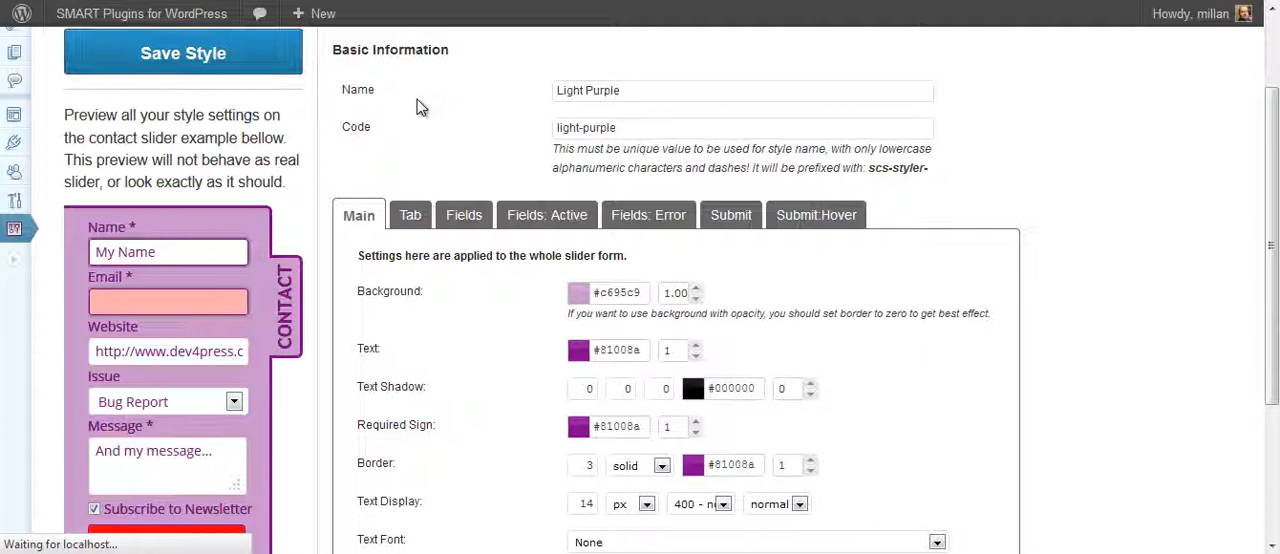 SMART Plugins for WordPress
New
Howdy, millan
Save Style
Preview all your style settings on
the contact slider example bellow.
This preview will not behave as real
slider, or look exactly as it should.
Name *
My Name
Email *
Website
http://www.dev4press.c
Issue
Bug Report
Message *
And my message...
Subscribe to Newsletter
CONTACT
Waiting for localhost...
Basic Information
Name
Light Purple
Code
light-purple
This must be unique value to be used for style name, with only lowercase
alphanumeric characters and dashes! It will be prefixed with: scs-styler-
Main Tab Fields Fields: Active Fields: Error Submit Submit:Hover
Settings here are applied to the whole slider form.
Background: #c695c9 1.00
If you want to use background with opacity, you should set border to zero to get best effect.
Text: #81008a 1
Text Shadow: 0 0 0 #000000 0
Required Sign: #81008a 1
Border: 3 solid #81008a 1
Text Display: 14 px 400 - n normal
Text Font: None